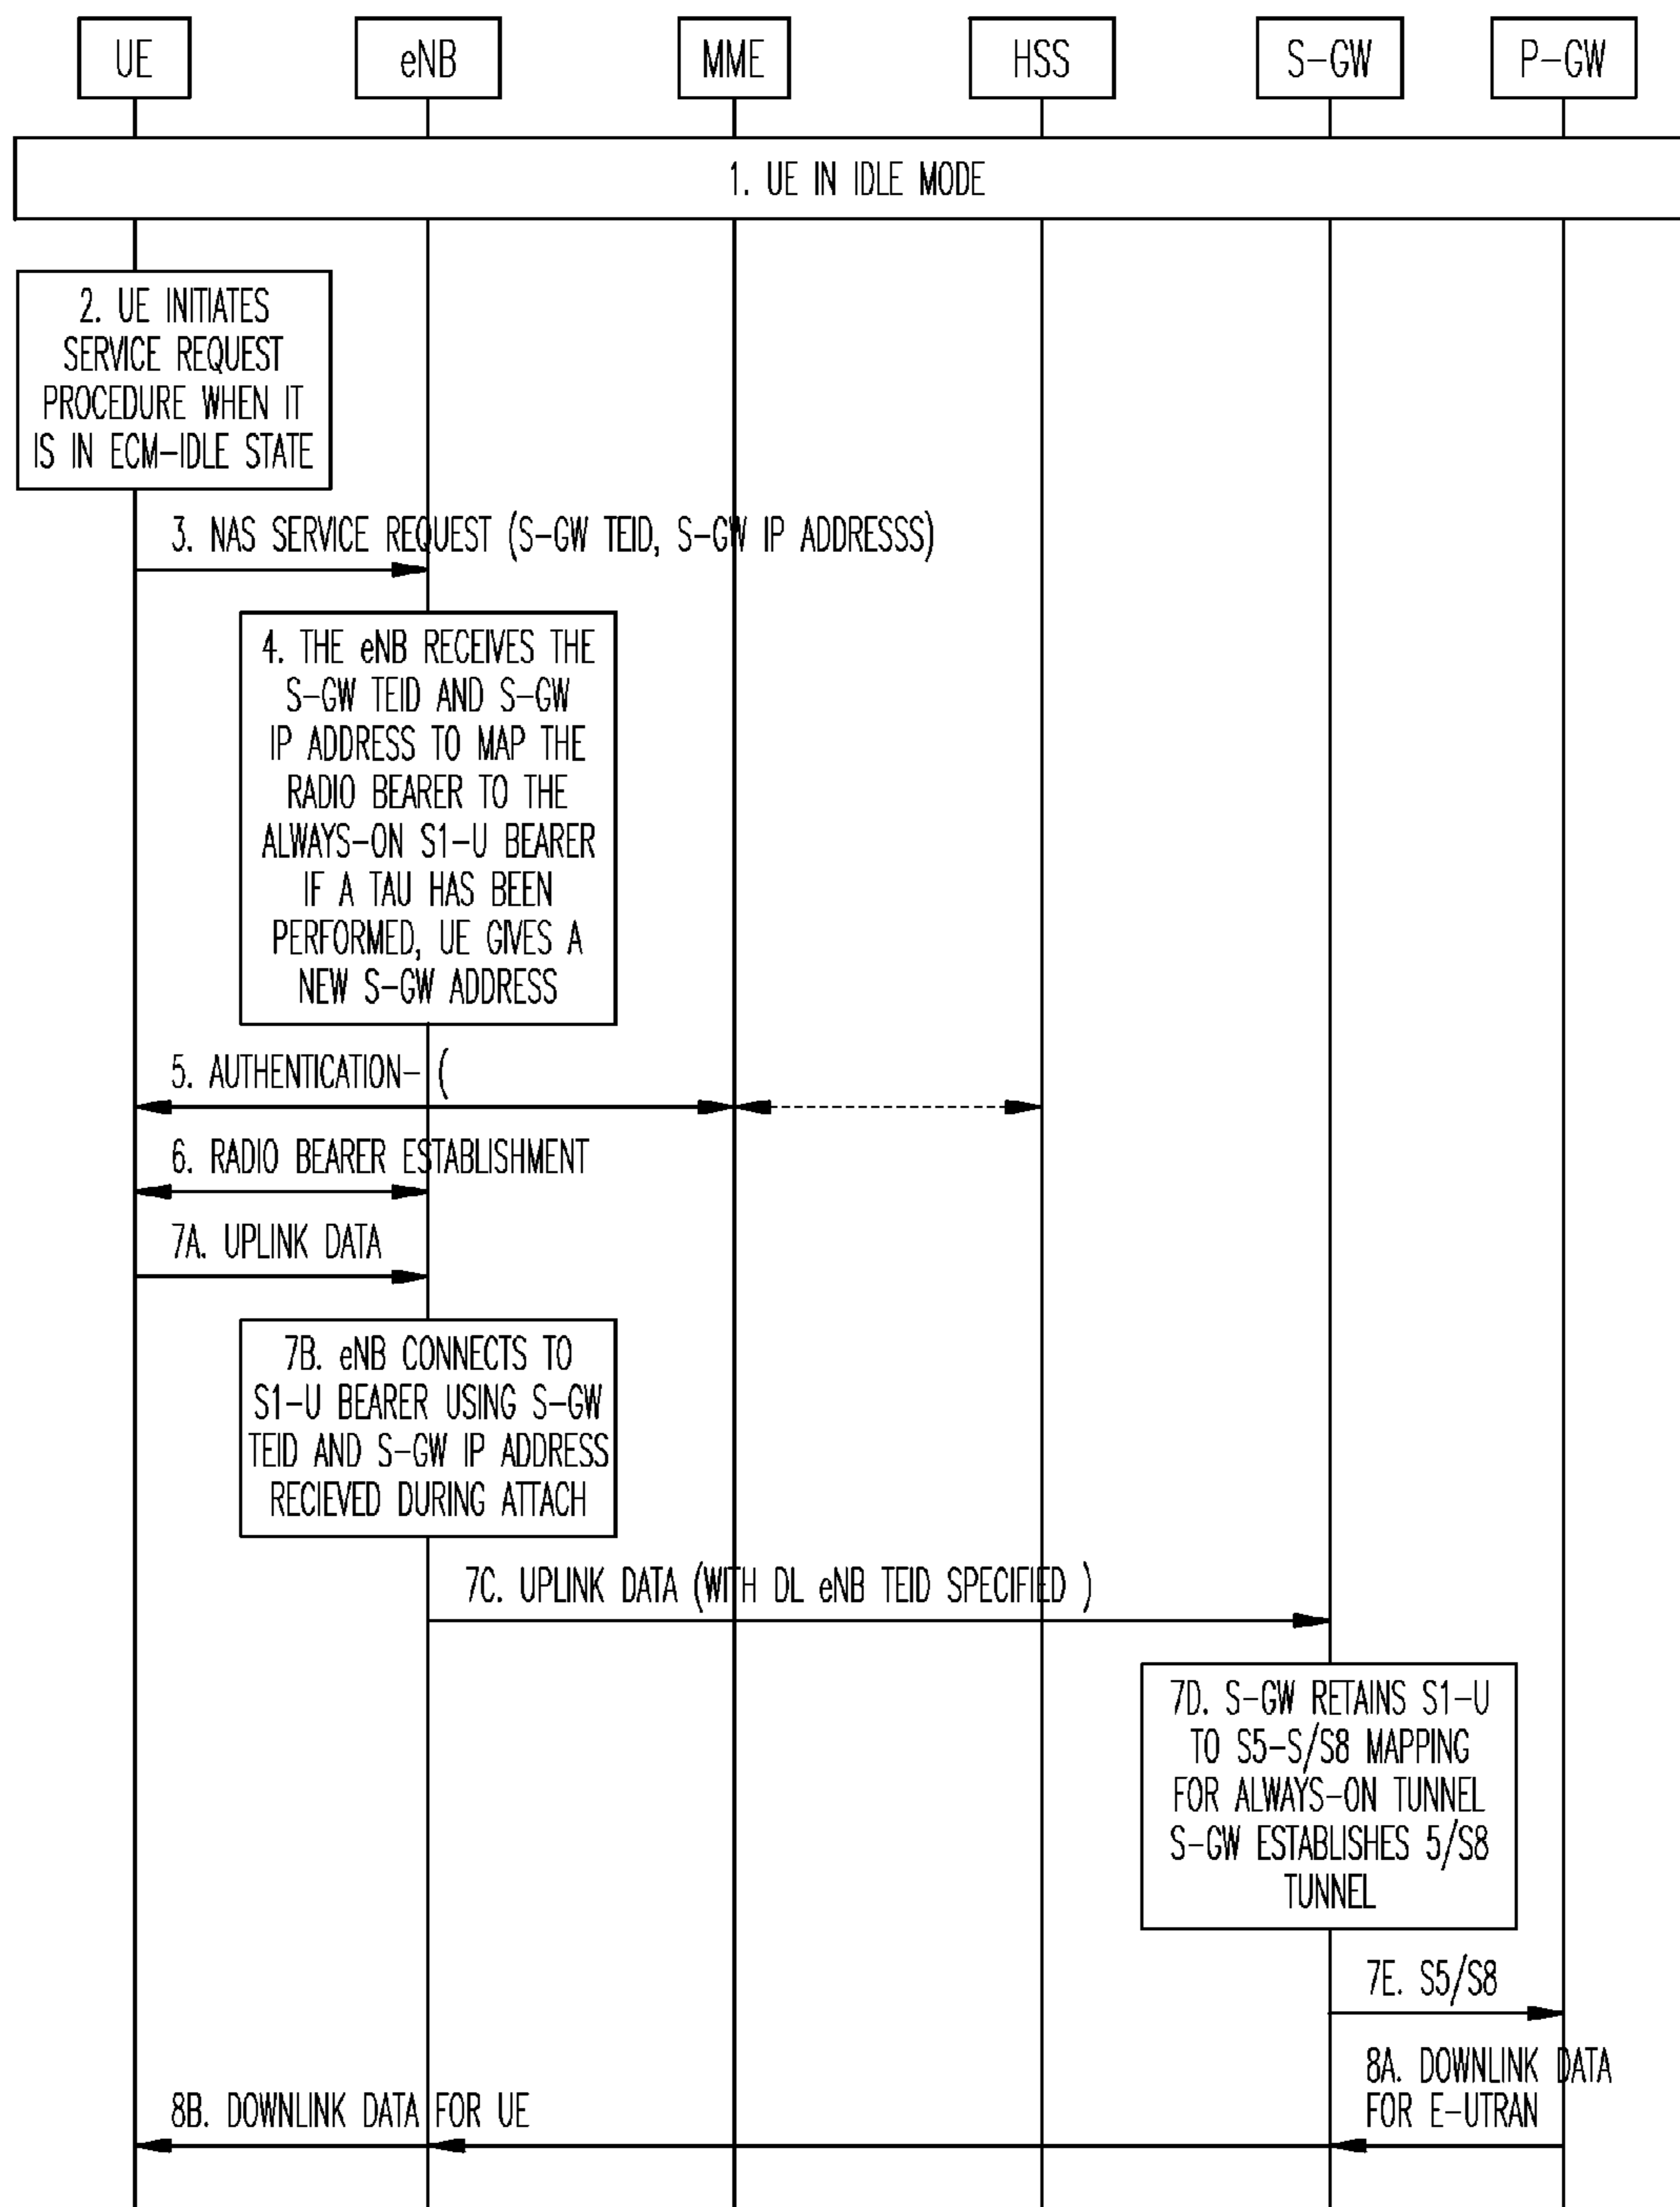 UE
eNB
MME
HSS
S-GW
P-GW
1. UE IN IDLE MODE
2. UE INITIATES
SERVICE REQUEST
PROCEDURE WHEN IT
IS IN ECM-IDLE STATE
3. NAS SERVICE REQUEST (S-GW TEID, S-GW IP ADDRESSS)
4. THE eNB RECEIVES THE
S-GW TEID AND S-GW
IP ADDRESS TO MAP THE
RADIO BEARER TO THE
ALWAYS-ON S1-U BEARER
IF A TAU HAS BEEN
PERFORMED, UE GIVES A
NEW S-GW ADDRESS
5. AUTHENTICATION- (
6. RADIO BEARER ESTABLISHMENT
7A. UPLINK DATA
7B. eNB CONNECTS TO
S1-U BEARER USING S-GW
TEID AND S-GW IP ADDRESS
RECIEVED DURING ATTACH
7C. UPLINK DATA (WITH DL eNB TEID SPECIFIED )
7D. S-GW RETAINS S1-U
TO S5-S/S8 MAPPING
FOR ALWAYS-ON TUNNEL
S-GW ESTABLISHES 5/S8
TUNNEL
7E. S5/S8
8A. DOWNLINK DATA
FOR E-UTRAN
8B. DOWNLINK DATA FOR UE